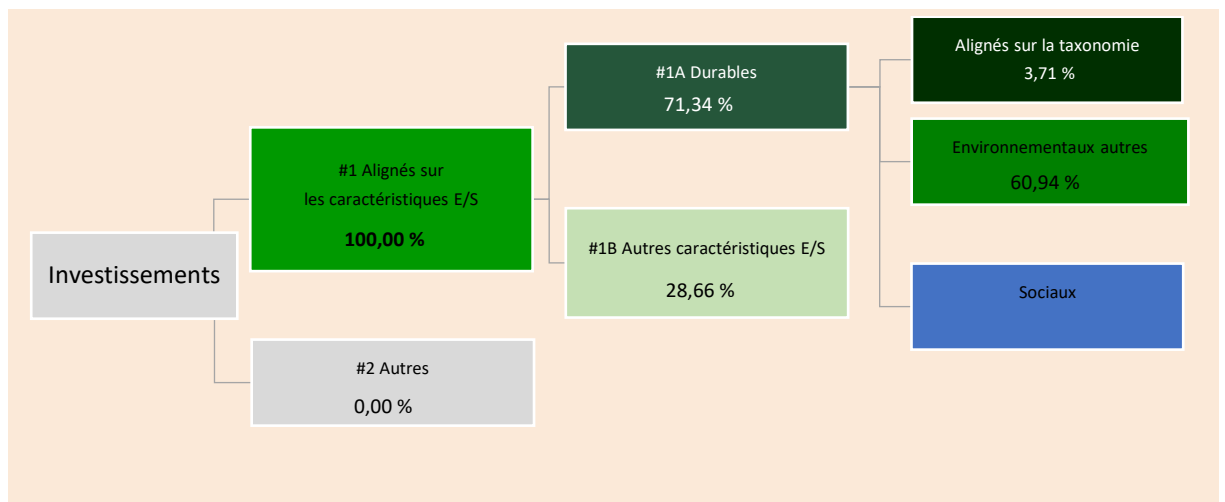 Investissements
#1 Alignés sur
les caractéristiques E/S
100,00 %
#2 Autres
0,00 %
#1A Durables
71,34 %
#1B Autres caractéristiques E/S
28,66 %
Alignés sur la taxonomie
3,71 %
Environnementaux autres
60,94 %
Sociaux